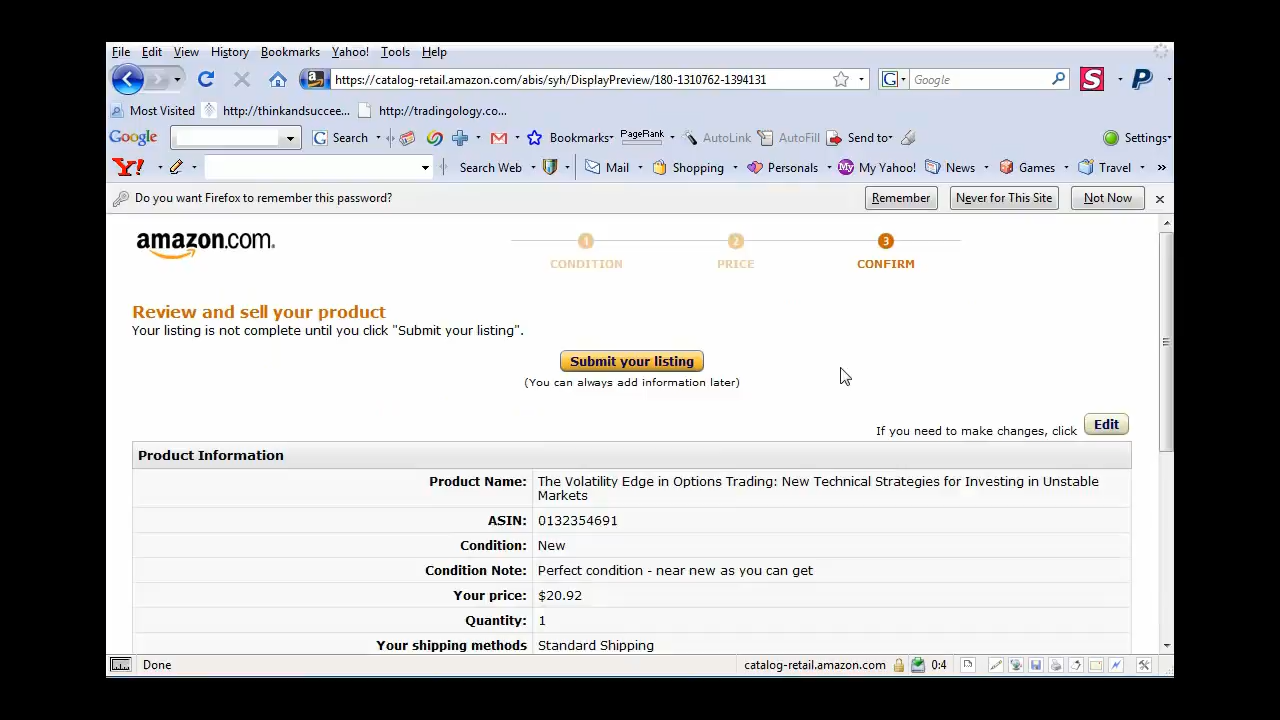 File Edit View History Bookmarks Yahoo! Tools Help
https://catalog-retail.amazon.com/abis/syh/DisplayPreview/180-1310762-1394131 Google
Most Visited http://thinkandsuccee... http://tradingology.co...
Google Search Bookmarks PageRank AutoLink AutoFill Send to Settings
Y! Search Web Mail Shopping Personals My Yahoo! News Games Travel »
Do you want Firefox to remember this password? Remember Never for This Site Not Now
amazon.com.
1 2 3
CONDITION PRICE CONFIRM
Review and sell your product
Your listing is not complete until you click "Submit your listing".
Submit your listing
(You can always add information later)
If you need to make changes, click Edit
Product Information
Product Name: The Volatility Edge in Options Trading: New Technical Strategies for Investing in Unstable
Markets
ASIN: 0132354691
Condition: New
Condition Note: Perfect condition - near new as you can get
Your price: $20.92
Quantity: 1
Your shipping methods Standard Shipping
Done catalog-retail.amazon.com 0:4